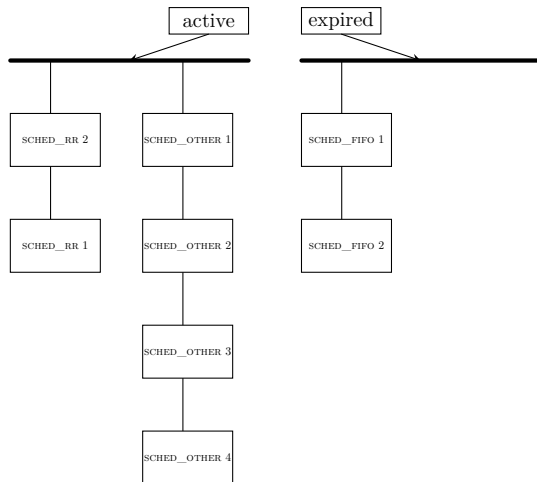 active
expired
SCHED_RR 2
SCHED_OTHER 1
SCHED_FIFO 1
SCHED_RR 1
SCHED_OTHER 2
SCHED_FIFO 2
SCHED_OTHER 3
SCHED_OTHER 4